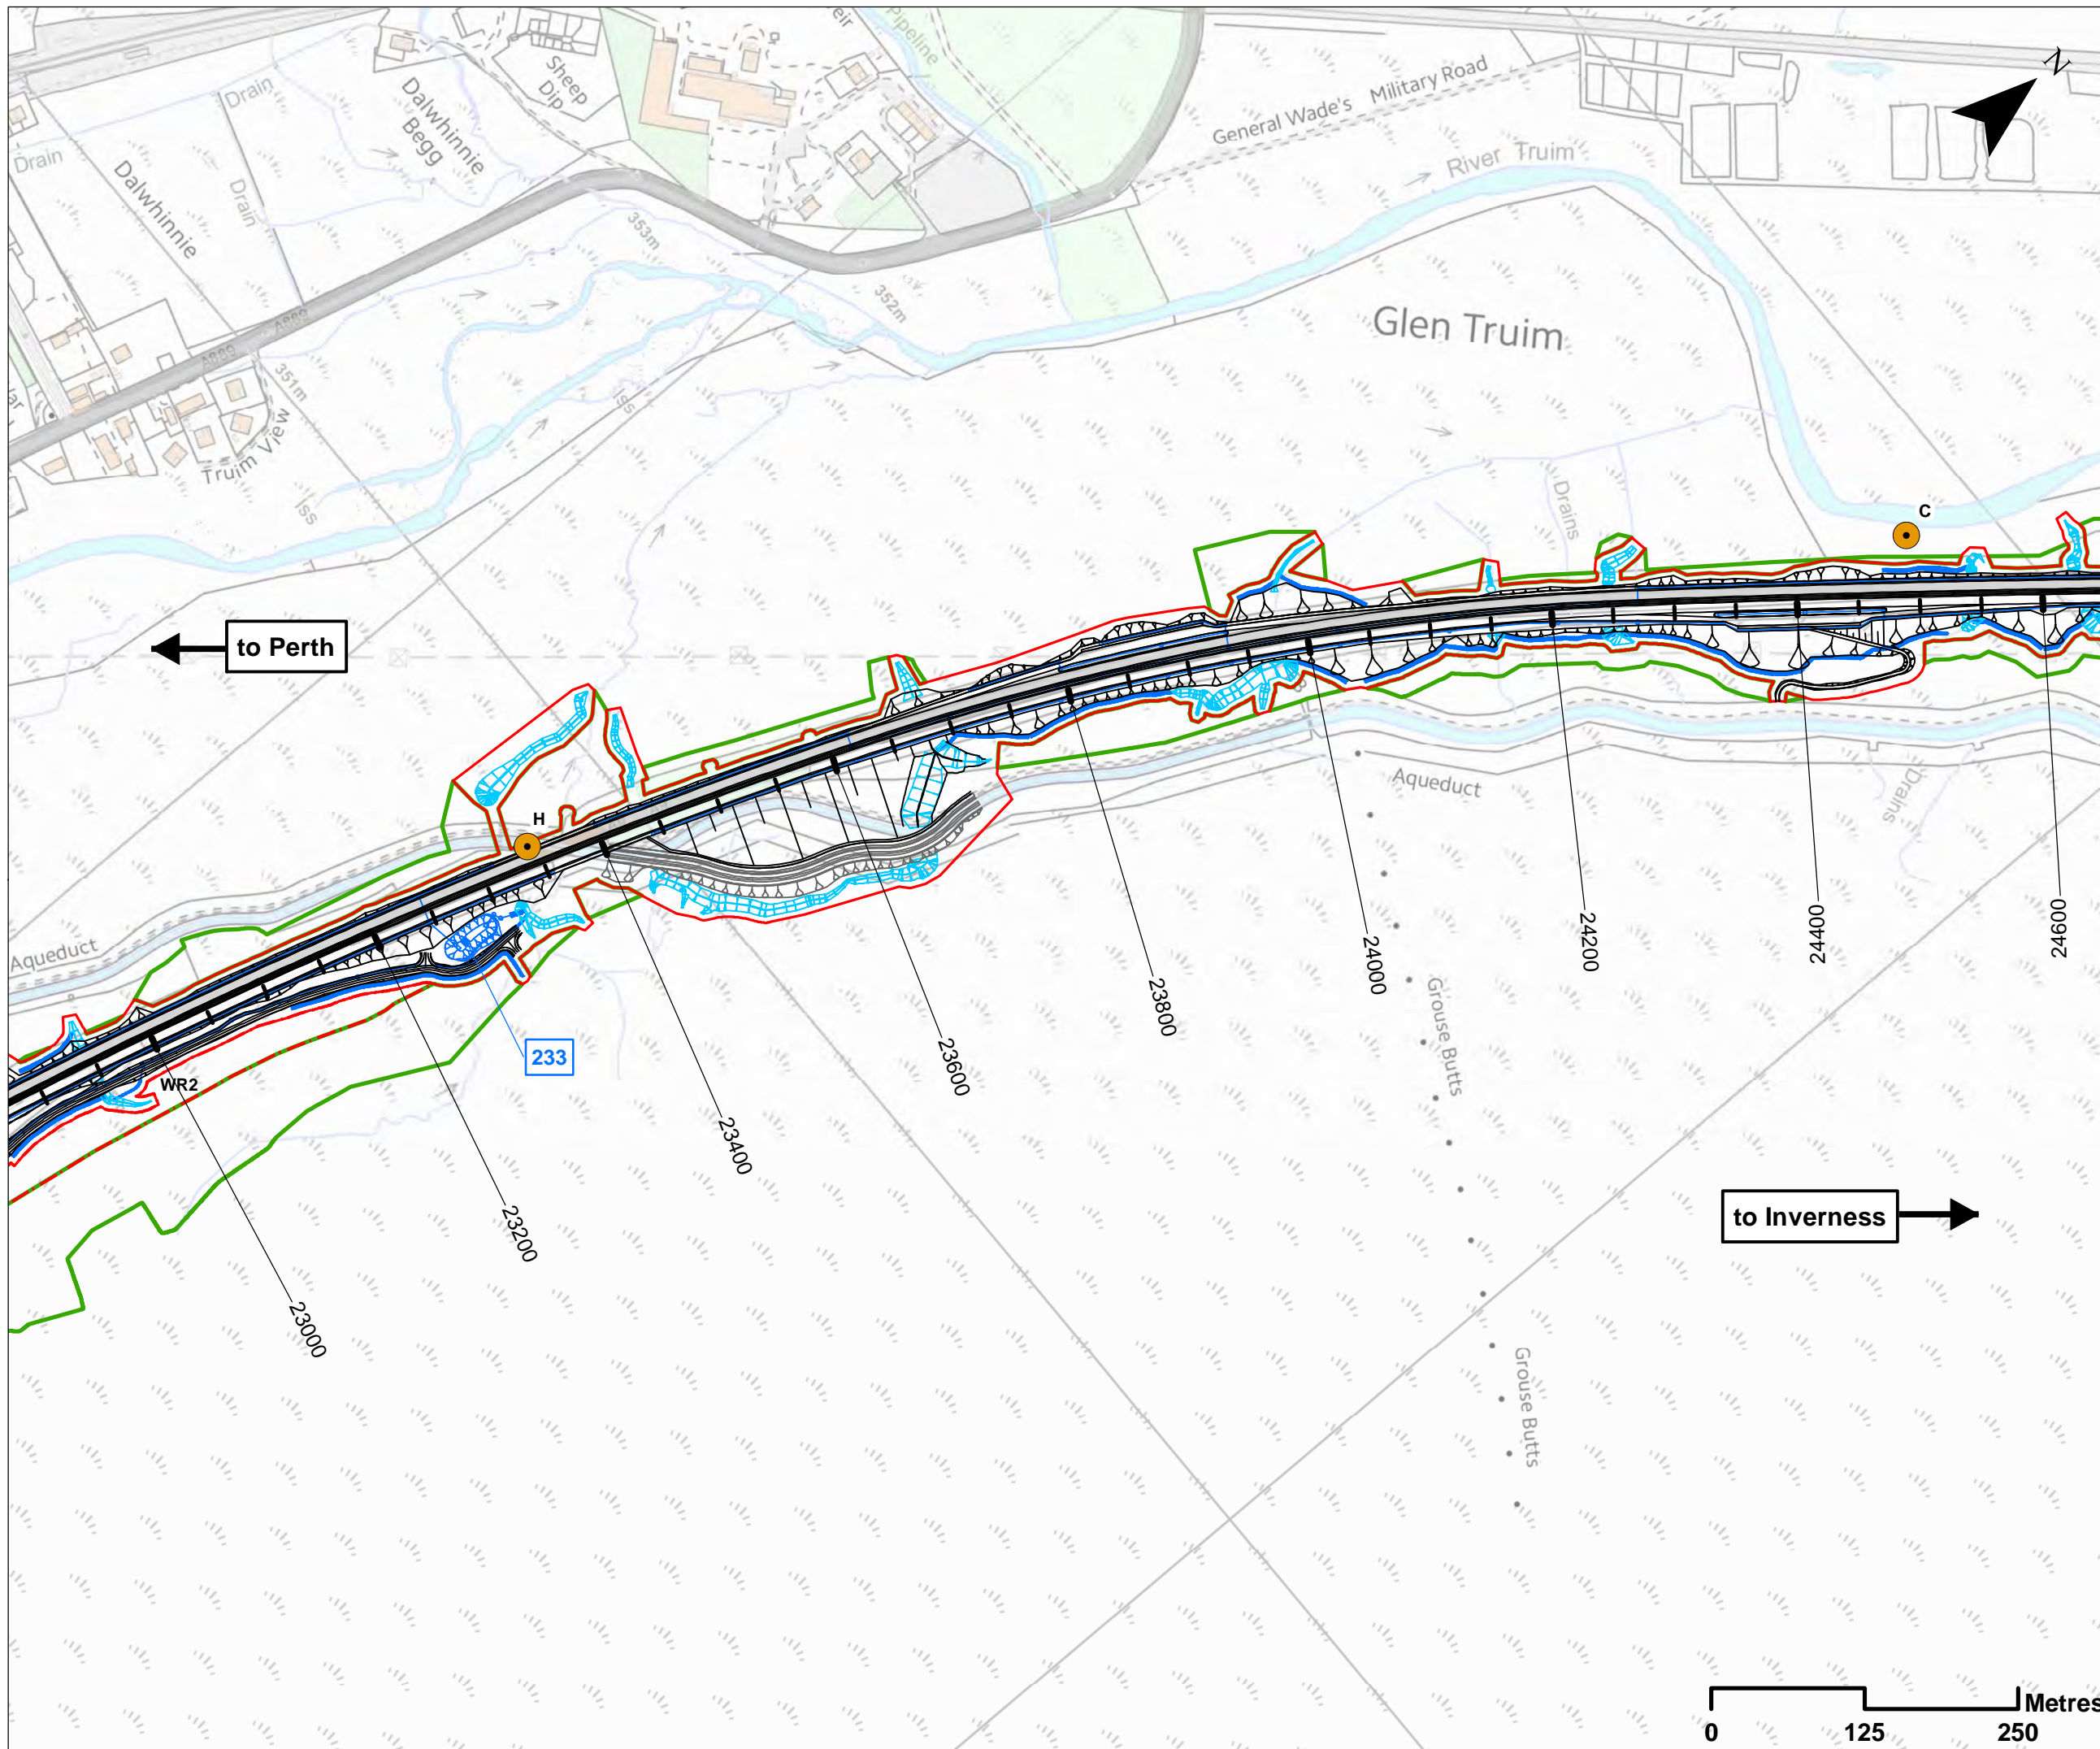 Pipeline
N
Sheep
Dip
Drain
Dalwhinnie
Begg
General Wade's Military Road
River Truim
Drain
Dalwhinnie
Drain
353m
352m
Glen Truim
A889
A889
351m
Truim View
Iss
Iss
Drains
C
to Perth
H
Aqueduct
Drains
Aqueduct
233
WR2
Grouse Butts
23000
23200
23400
23600
23800
24000
24200
24400
24600
to Inverness
Grouse Butts
Metres
0 125 250